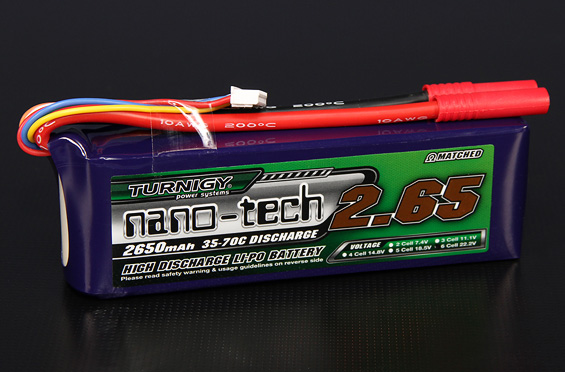 10AWG 200°C 10AWG
200°C
Ω MATCHED
TURNIGY®
power systems
nano-tech 2.65
2650mAh 35-70C DISCHARGE
HIGH DISCHARGE LI-PO BATTERY
Please read safety warning & usage guidelines on reverse side
VOLTAGE 2 Cell 7.4V 3 Cell 11.1V
4 Cell 14.8V 5 Cell 18.5V 6 Cell 22.2V